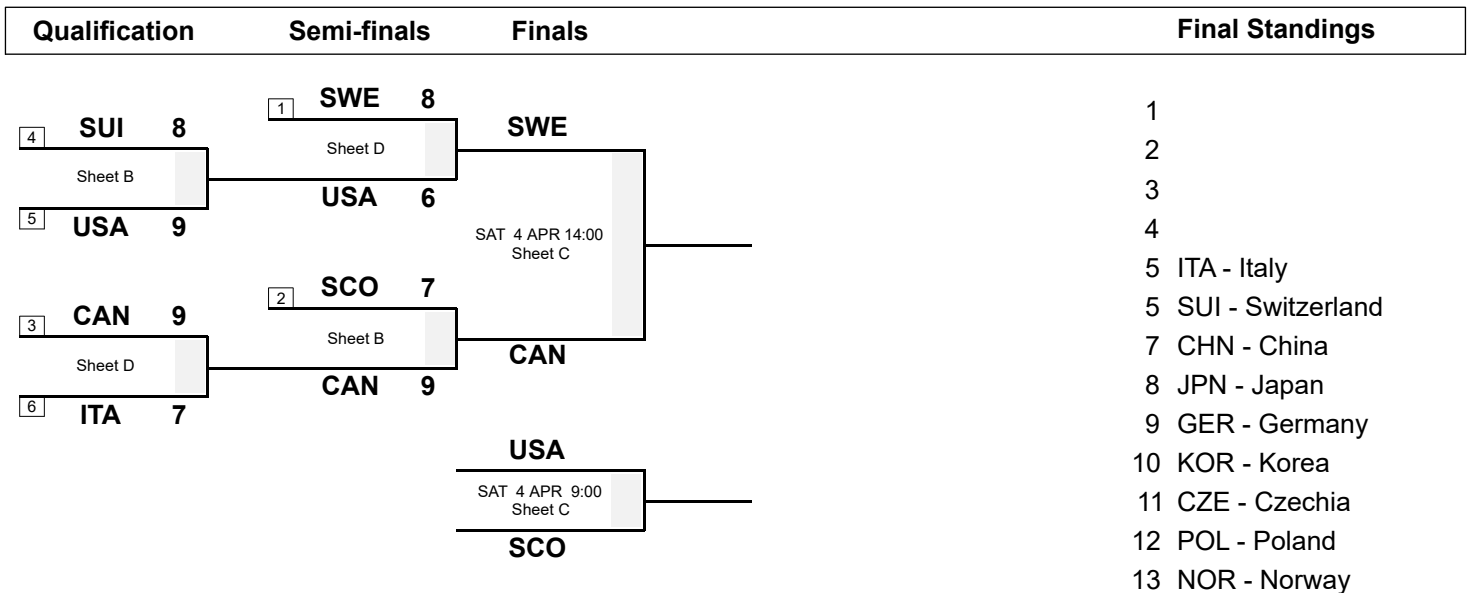 Qualification Semi-finals Finals Final Standings
1 SWE 8
4 SUI 8
Sheet D
SWE
Sheet B
USA 6
5 USA 9
SAT 4 APR 14:00
Sheet C
2 SCO 7
3 CAN 9
Sheet B
CAN
Sheet D
CAN 9
6 ITA 7
USA
SAT 4 APR 9:00
Sheet C
SCO
1
2
3
4
5 ITA - Italy
5 SUI - Switzerland
7 CHN - China
8 JPN - Japan
9 GER - Germany
10 KOR - Korea
11 CZE - Czechia
12 POL - Poland
13 NOR - Norway